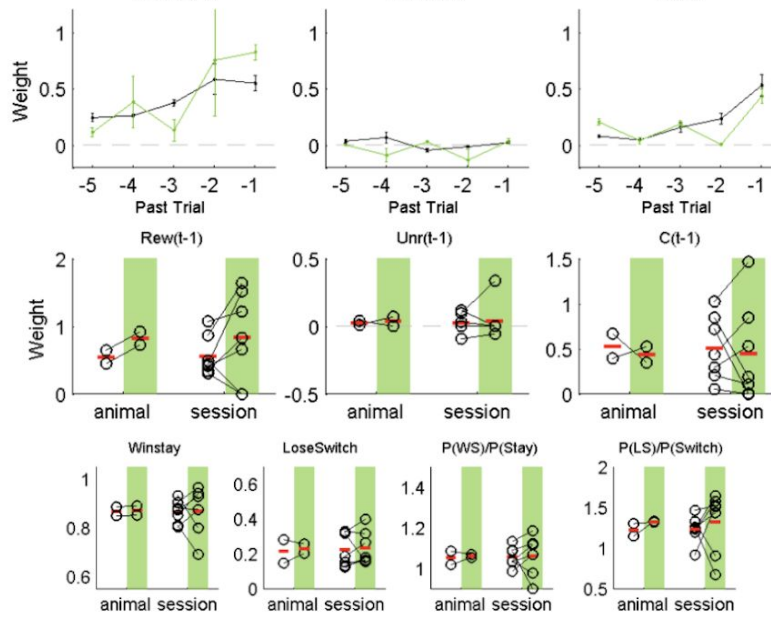 1 1 1
Weight
0.5 0.5 0.5
0 0 0
-5 -4 -3 -2 -1 -5 -4 -3 -2 -1 -5 -4 -3 -2 -1
Past Trial Past Trial Past Trial
Rew(t-1) Unr(t-1) C(t-1)
2 0.5 1.5
Weight
1 0 1
0.5
0 -0.5 0
animal session animal session animal session
Winstay LoseSwitch P(WS)/P(Stay) P(LS)/P(Switch)
1 0.6 1.4 2
0.8 0.4 1.2 1.5
0.2 1
0.6 0 1 0.5
animal session animal session animal session animal session